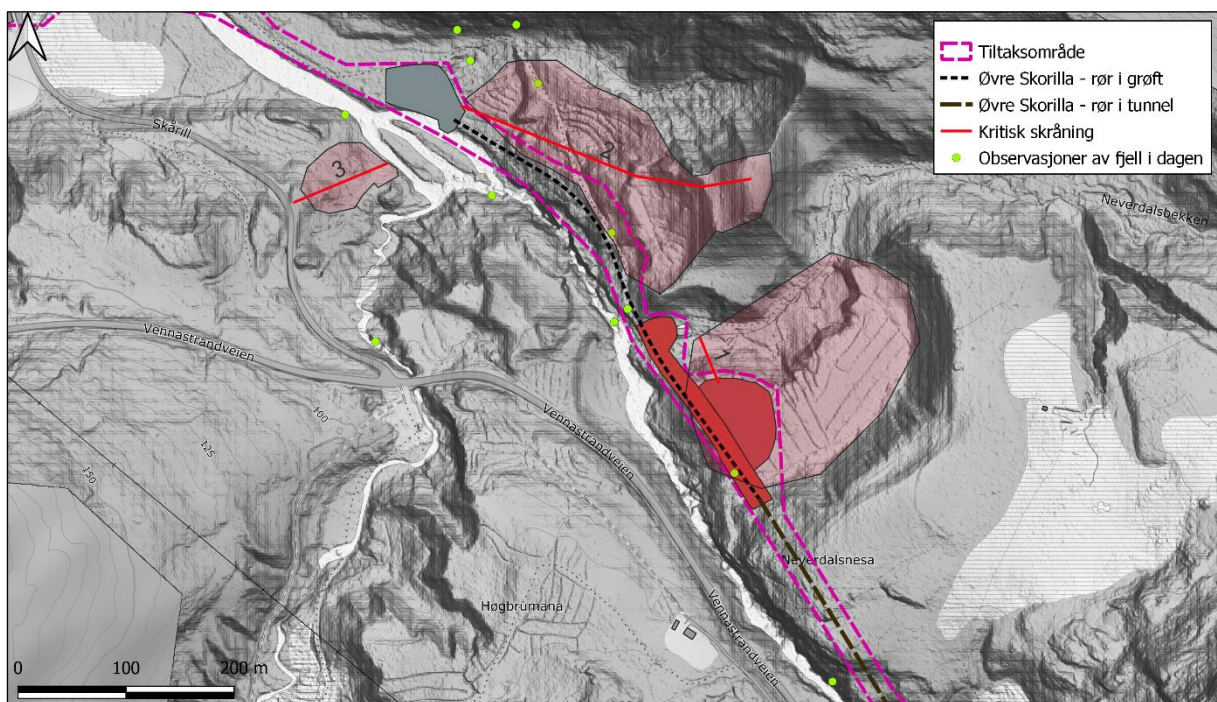 Tiltaksområde
Øvre Skorilla - rør i grøft
Øvre Skorilla - rør i tunnel
Kritisk skråning
Observasjoner av fjell i dagen
Skårill
2
3
Neverdalsbekken
Vennastrandveien
1
100
125
150
Vennastrandveien
Neverdalsnesa
Høgbrumana
Vennastrandveien
0 100 200 m